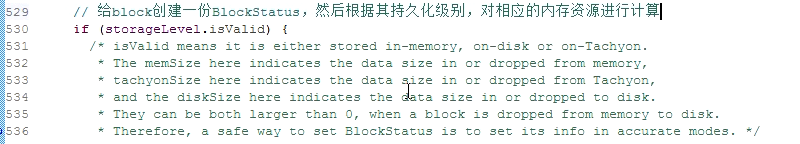 529 // 给block创建一份BlockStatus，然后根据其持久化级别，对相应的内存资源进行计算
530 if (storageLevel.isValid) {
531 /* isValid means it is either stored in-memory, on-disk or on-Tachyon.
532 * The memSize here indicates the data size in or dropped from memory,
533 * tachyonSize here indicates the data size in or dropped from Tachyon,
534 * and the diskSize here indicates the data size in or dropped to disk.
535 * They can be both larger than 0, when a block is dropped from memory to disk.
536 * Therefore, a safe way to set BlockStatus is to set its info in accurate modes. */